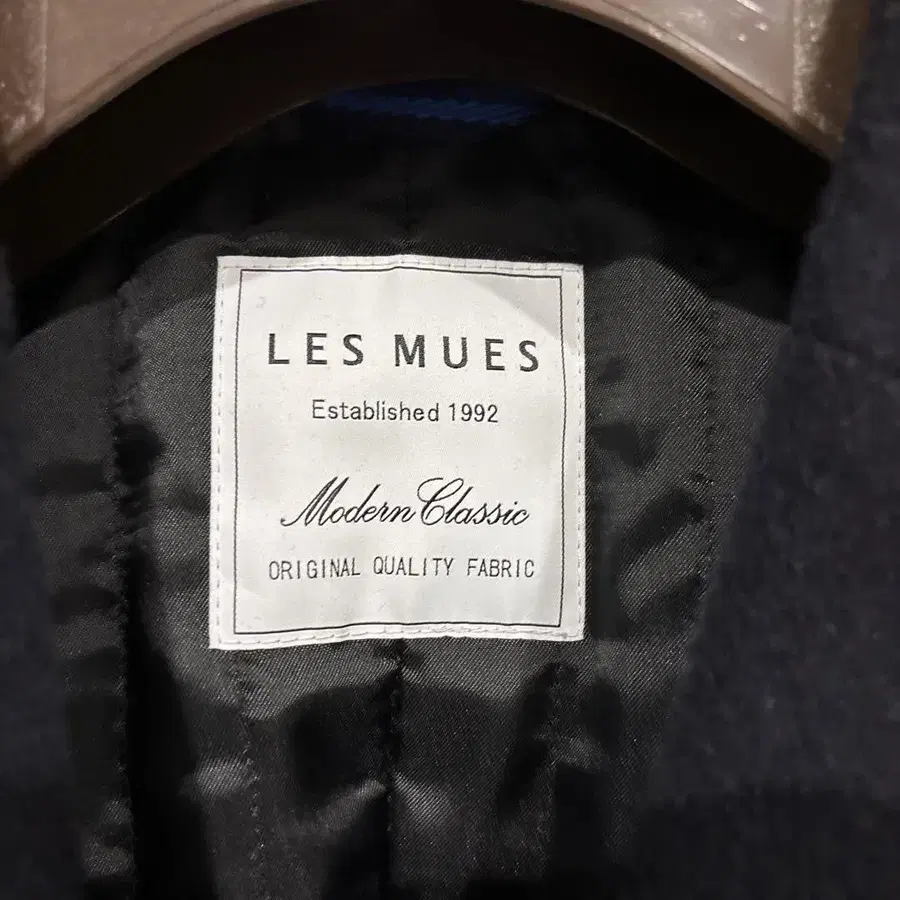 LES MUES
Established 1992
Modern Classic
ORIGINAL QUALITY FABRIC